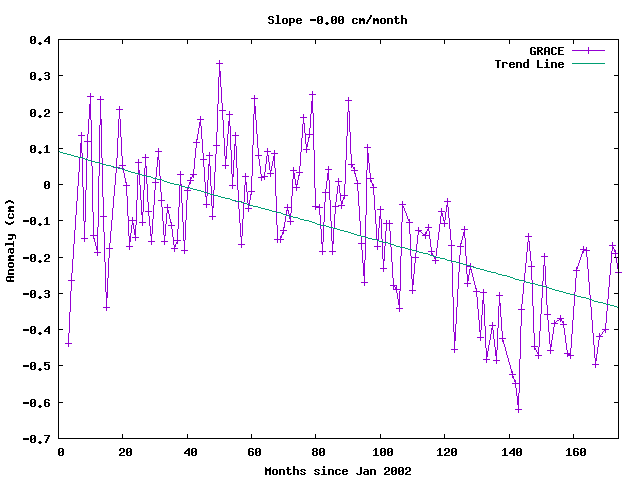 Slope -0.00 cm/month
GRACE
Trend Line
0.4
0.3
0.2
0.1
0
-0.1
-0.2
-0.3
-0.4
-0.5
-0.6
-0.7
Anomaly (cm)
0 20 40 60 80 100 120 140 160
Months since Jan 2002